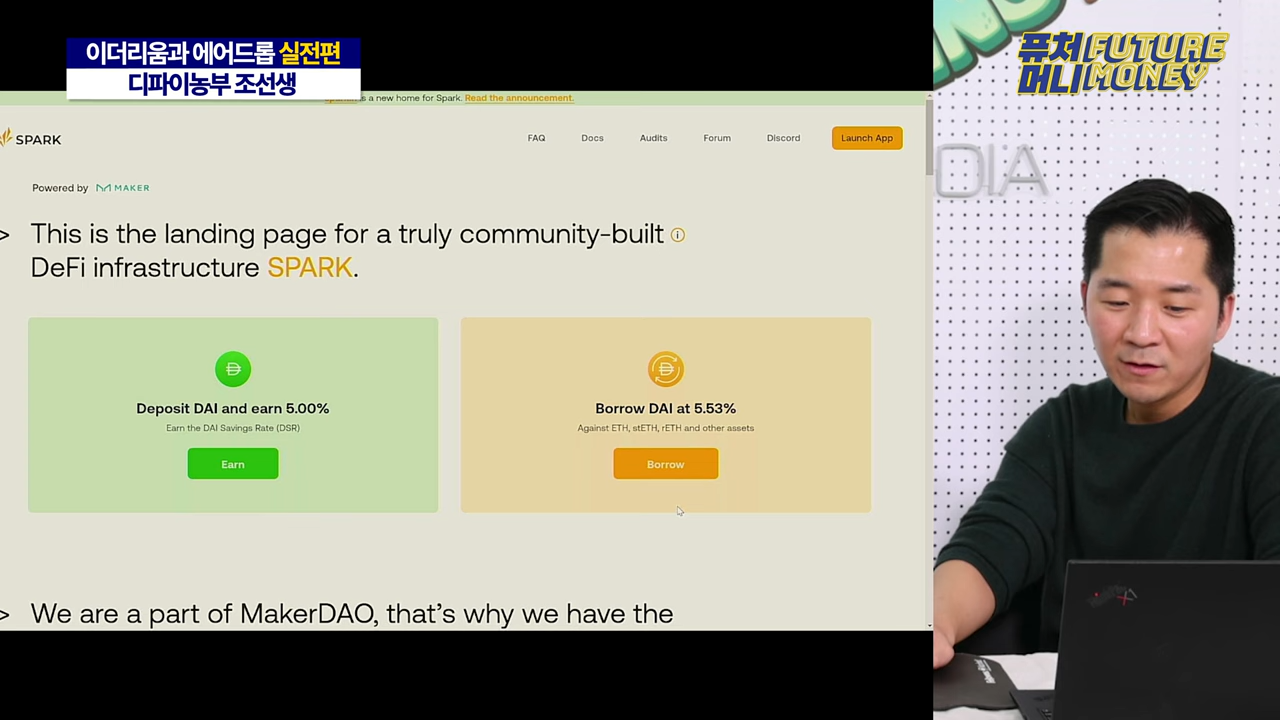 이더리움과 에어드롭 실전편
디파이농부 조선생
퓨처 FUTURE
머니 MONEY
DIA
s a new home for Spark. Read the announcement.
SPARK
FAQ
Docs
Audits
Forum
Discord
Launch App
Powered by MAKER
> This is the landing page for a truly community-built
DeFi infrastructure SPARK.
Deposit DAI and earn 5.00%
Earn the DAI Savings Rate (DSR)
Earn
Borrow DAI at 5.53%
Against ETH, stETH, rETH and other assets
Borrow
> We are a part of MakerDAO, that's why we have the